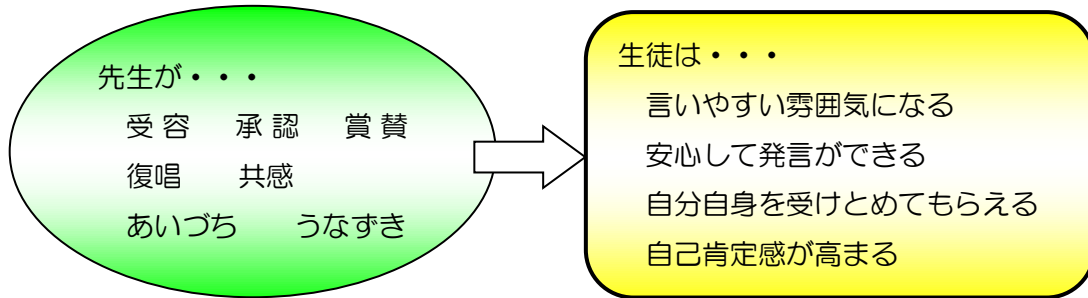 先生が・・・
受容　承認　賞賛
復唱　共感
あいづち　うなずき
生徒は・・・
言いやすい雰囲気になる
安心して発言ができる
自分自身を受けとめてもらえる
自己肯定感が高まる